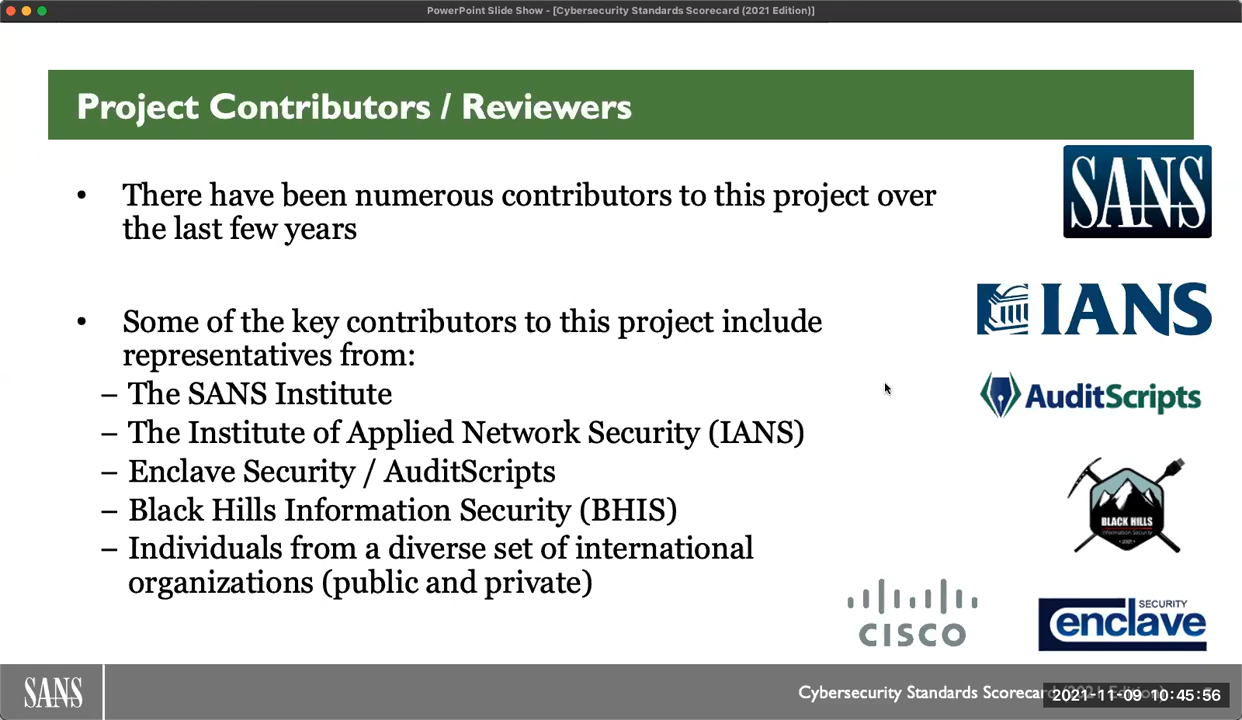 PowerPoint Slide Show - [Cybersecurity Standards Scorecard (2021 Edition)]
Project Contributors / Reviewers
• There have been numerous contributors to this project over
the last few years
SANS
• Some of the key contributors to this project include
representatives from:
IANS
– The SANS Institute
AuditScripts
– The Institute of Applied Network Security (IANS)
– Enclave Security / AuditScripts
– Black Hills Information Security (BHIS)
BLACK HILLS
Information Security
– Individuals from a diverse set of international
organizations (public and private)
CISCO
SECURITY
enclave
SANS
Cybersecurity Standards Scorecard
2021-11-09 10:45:56